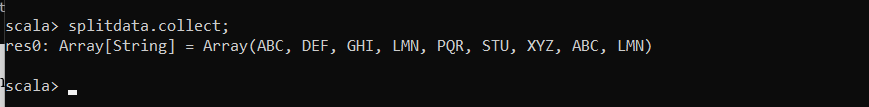 scala> splitdata.collect;
res0: Array[String] = Array(ABC, DEF, GHI, LMN, PQR, STU, XYZ, ABC, LMN)
scala>